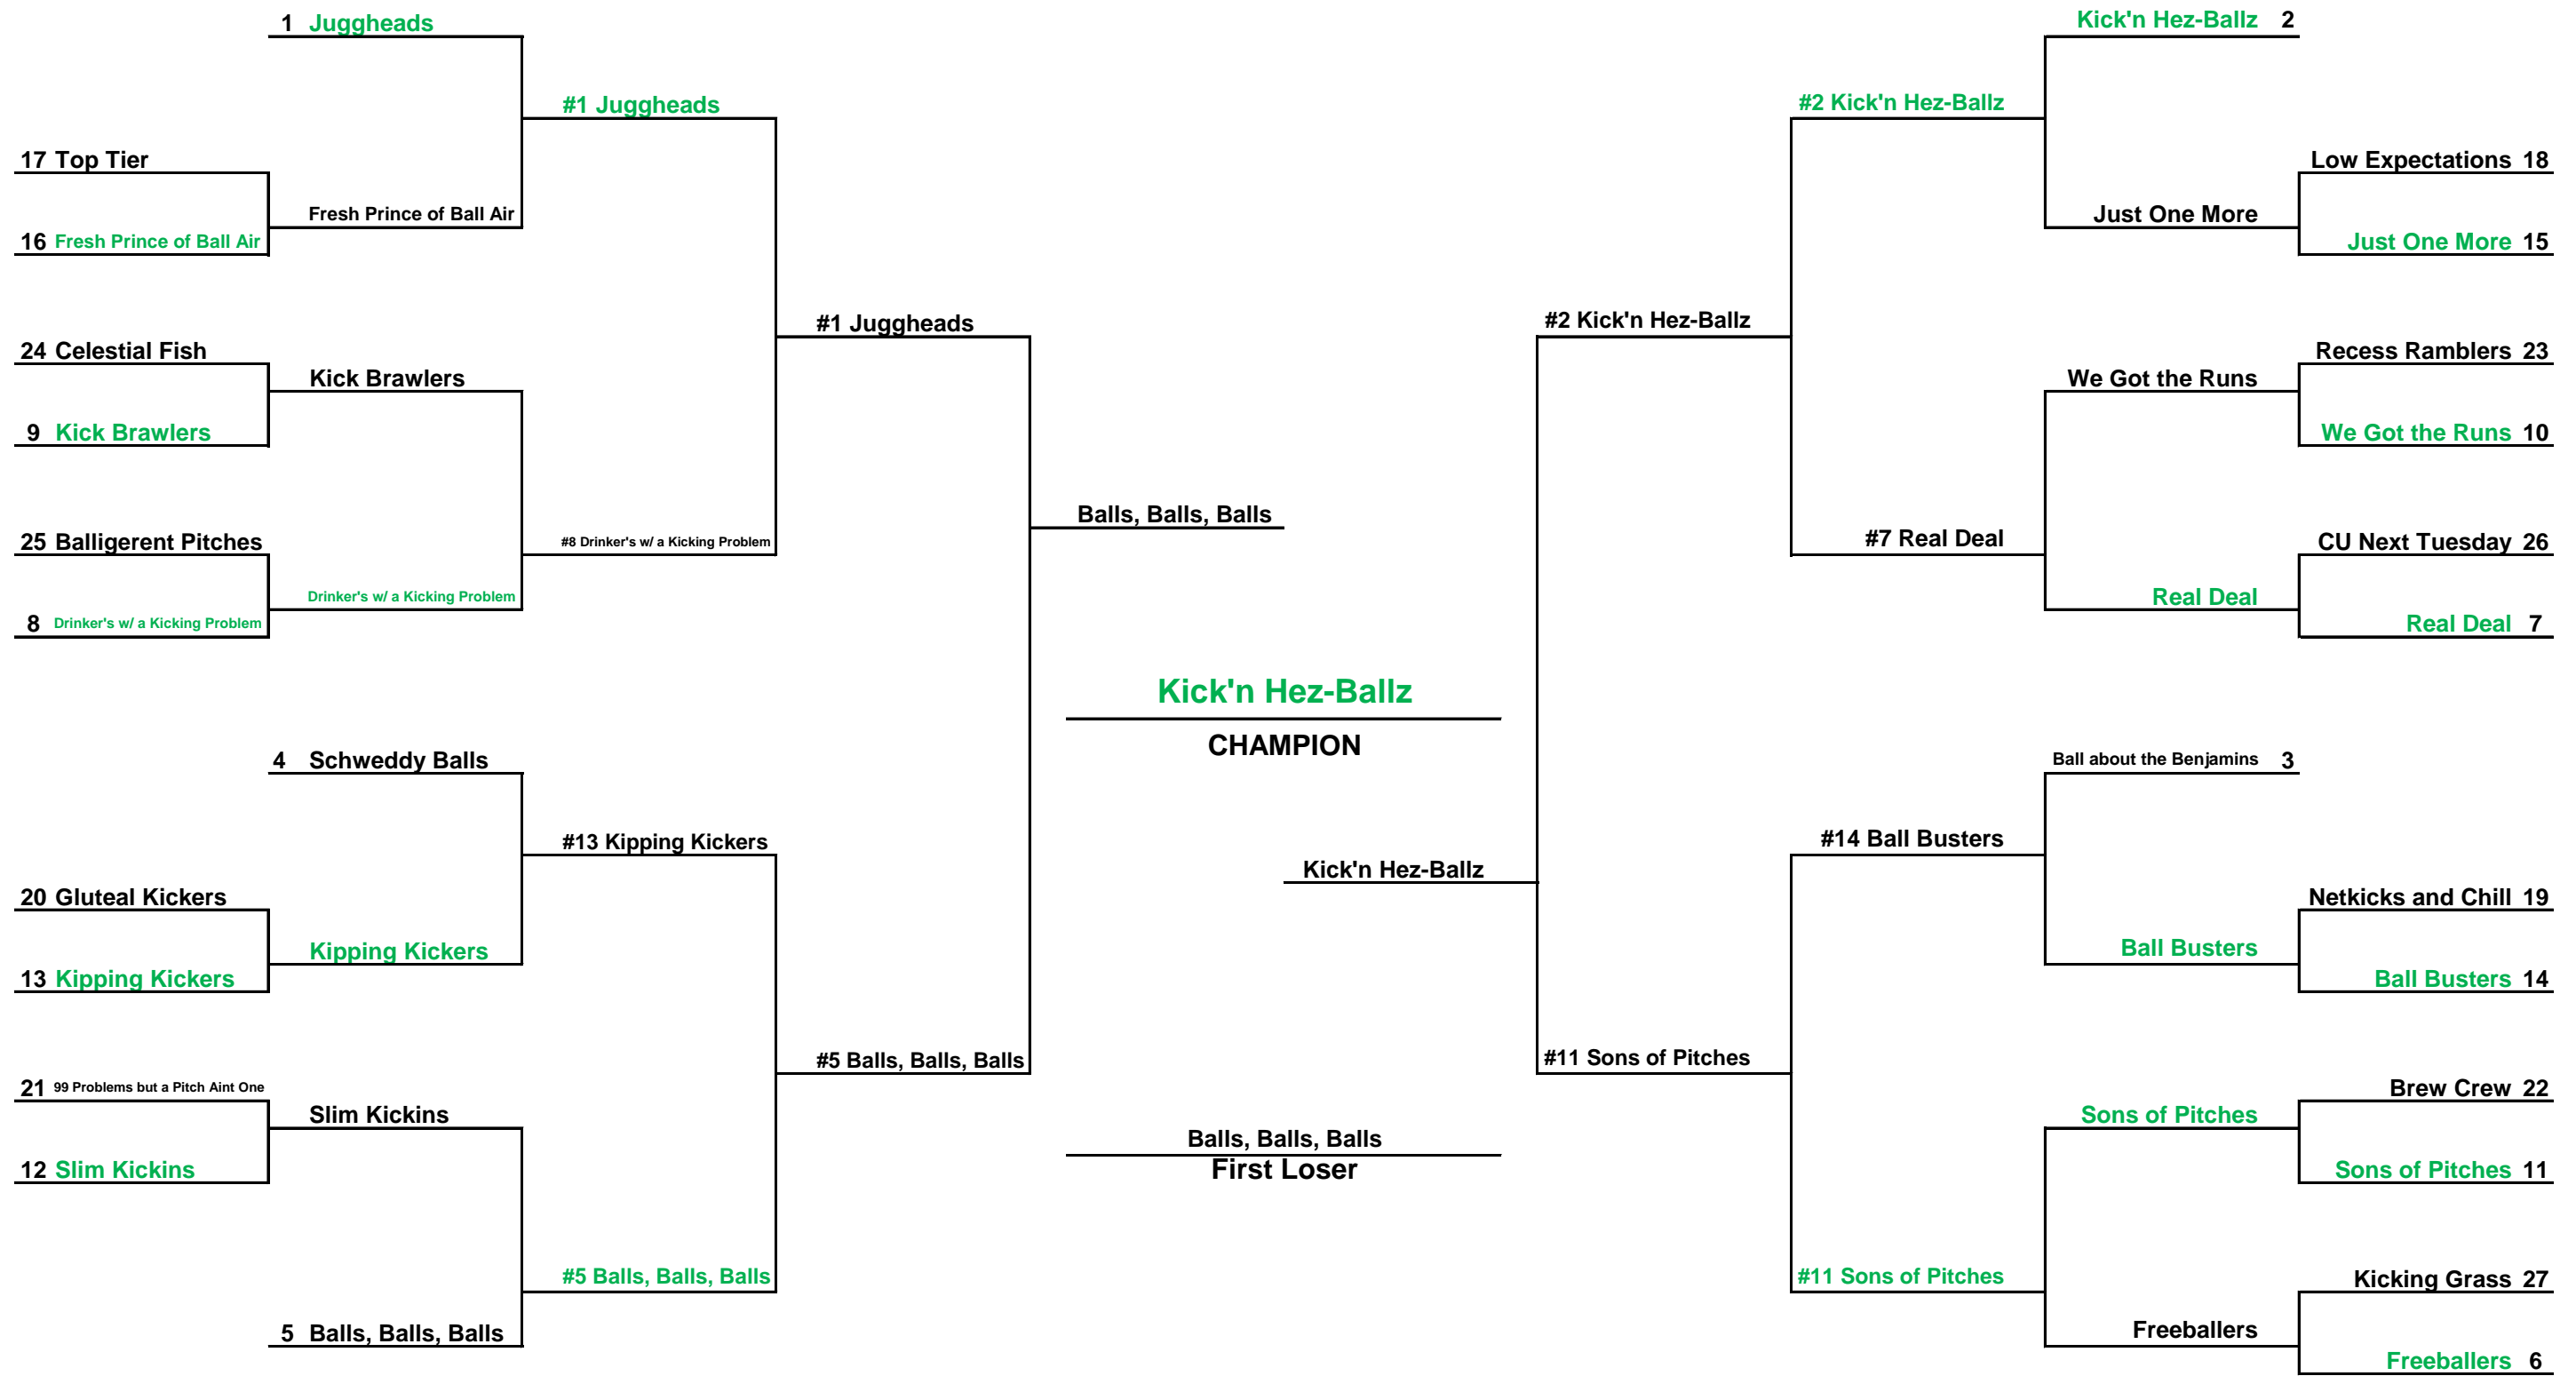 1 Juggheads
Kick'n Hez-Ballz 2
#1 Juggheads
#2 Kick'n Hez-Ballz
17 Top Tier
Low Expectations 18
Fresh Prince of Ball Air
Just One More
16 Fresh Prince of Ball Air
Just One More 15
#1 Juggheads
#2 Kick'n Hez-Ballz
24 Celestial Fish
Recess Ramblers 23
Kick Brawlers
We Got the Runs
9 Kick Brawlers
We Got the Runs 10
Balls, Balls, Balls
25 Balligerent Pitches
#8 Drinker's w/ a Kicking Problem
#7 Real Deal
CU Next Tuesday 26
Drinker's w/ a Kicking Problem
Real Deal
8 Drinker's w/ a Kicking Problem
Real Deal 7
Kick'n Hez-Ballz
CHAMPION
4 Schweddy Balls
Ball about the Benjamins 3
#13 Kipping Kickers
#14 Ball Busters
Kick'n Hez-Ballz
20 Gluteal Kickers
Netkicks and Chill 19
Kipping Kickers
Ball Busters
13 Kipping Kickers
Ball Busters 14
#5 Balls, Balls, Balls
#11 Sons of Pitches
21 99 Problems but a Pitch Aint One
Brew Crew 22
Slim Kickins
Sons of Pitches
Balls, Balls, Balls
First Loser
12 Slim Kickins
Sons of Pitches 11
#5 Balls, Balls, Balls
#11 Sons of Pitches
Kicking Grass 27
5 Balls, Balls, Balls
Freeballers
Freeballers 6